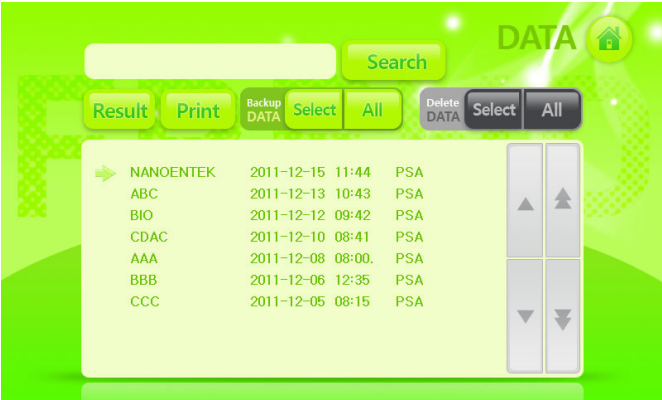 DATA
Search
Result Print Backup DATA Select All Delete DATA Select All
NANOENTEK 2011-12-15 11:44 PSA
ABC 2011-12-13 10:43 PSA
BIO 2011-12-12 09:42 PSA
CDAC 2011-12-10 08:41 PSA
AAA 2011-12-08 08:00. PSA
BBB 2011-12-06 12:35 PSA
CCC 2011-12-05 08:15 PSA